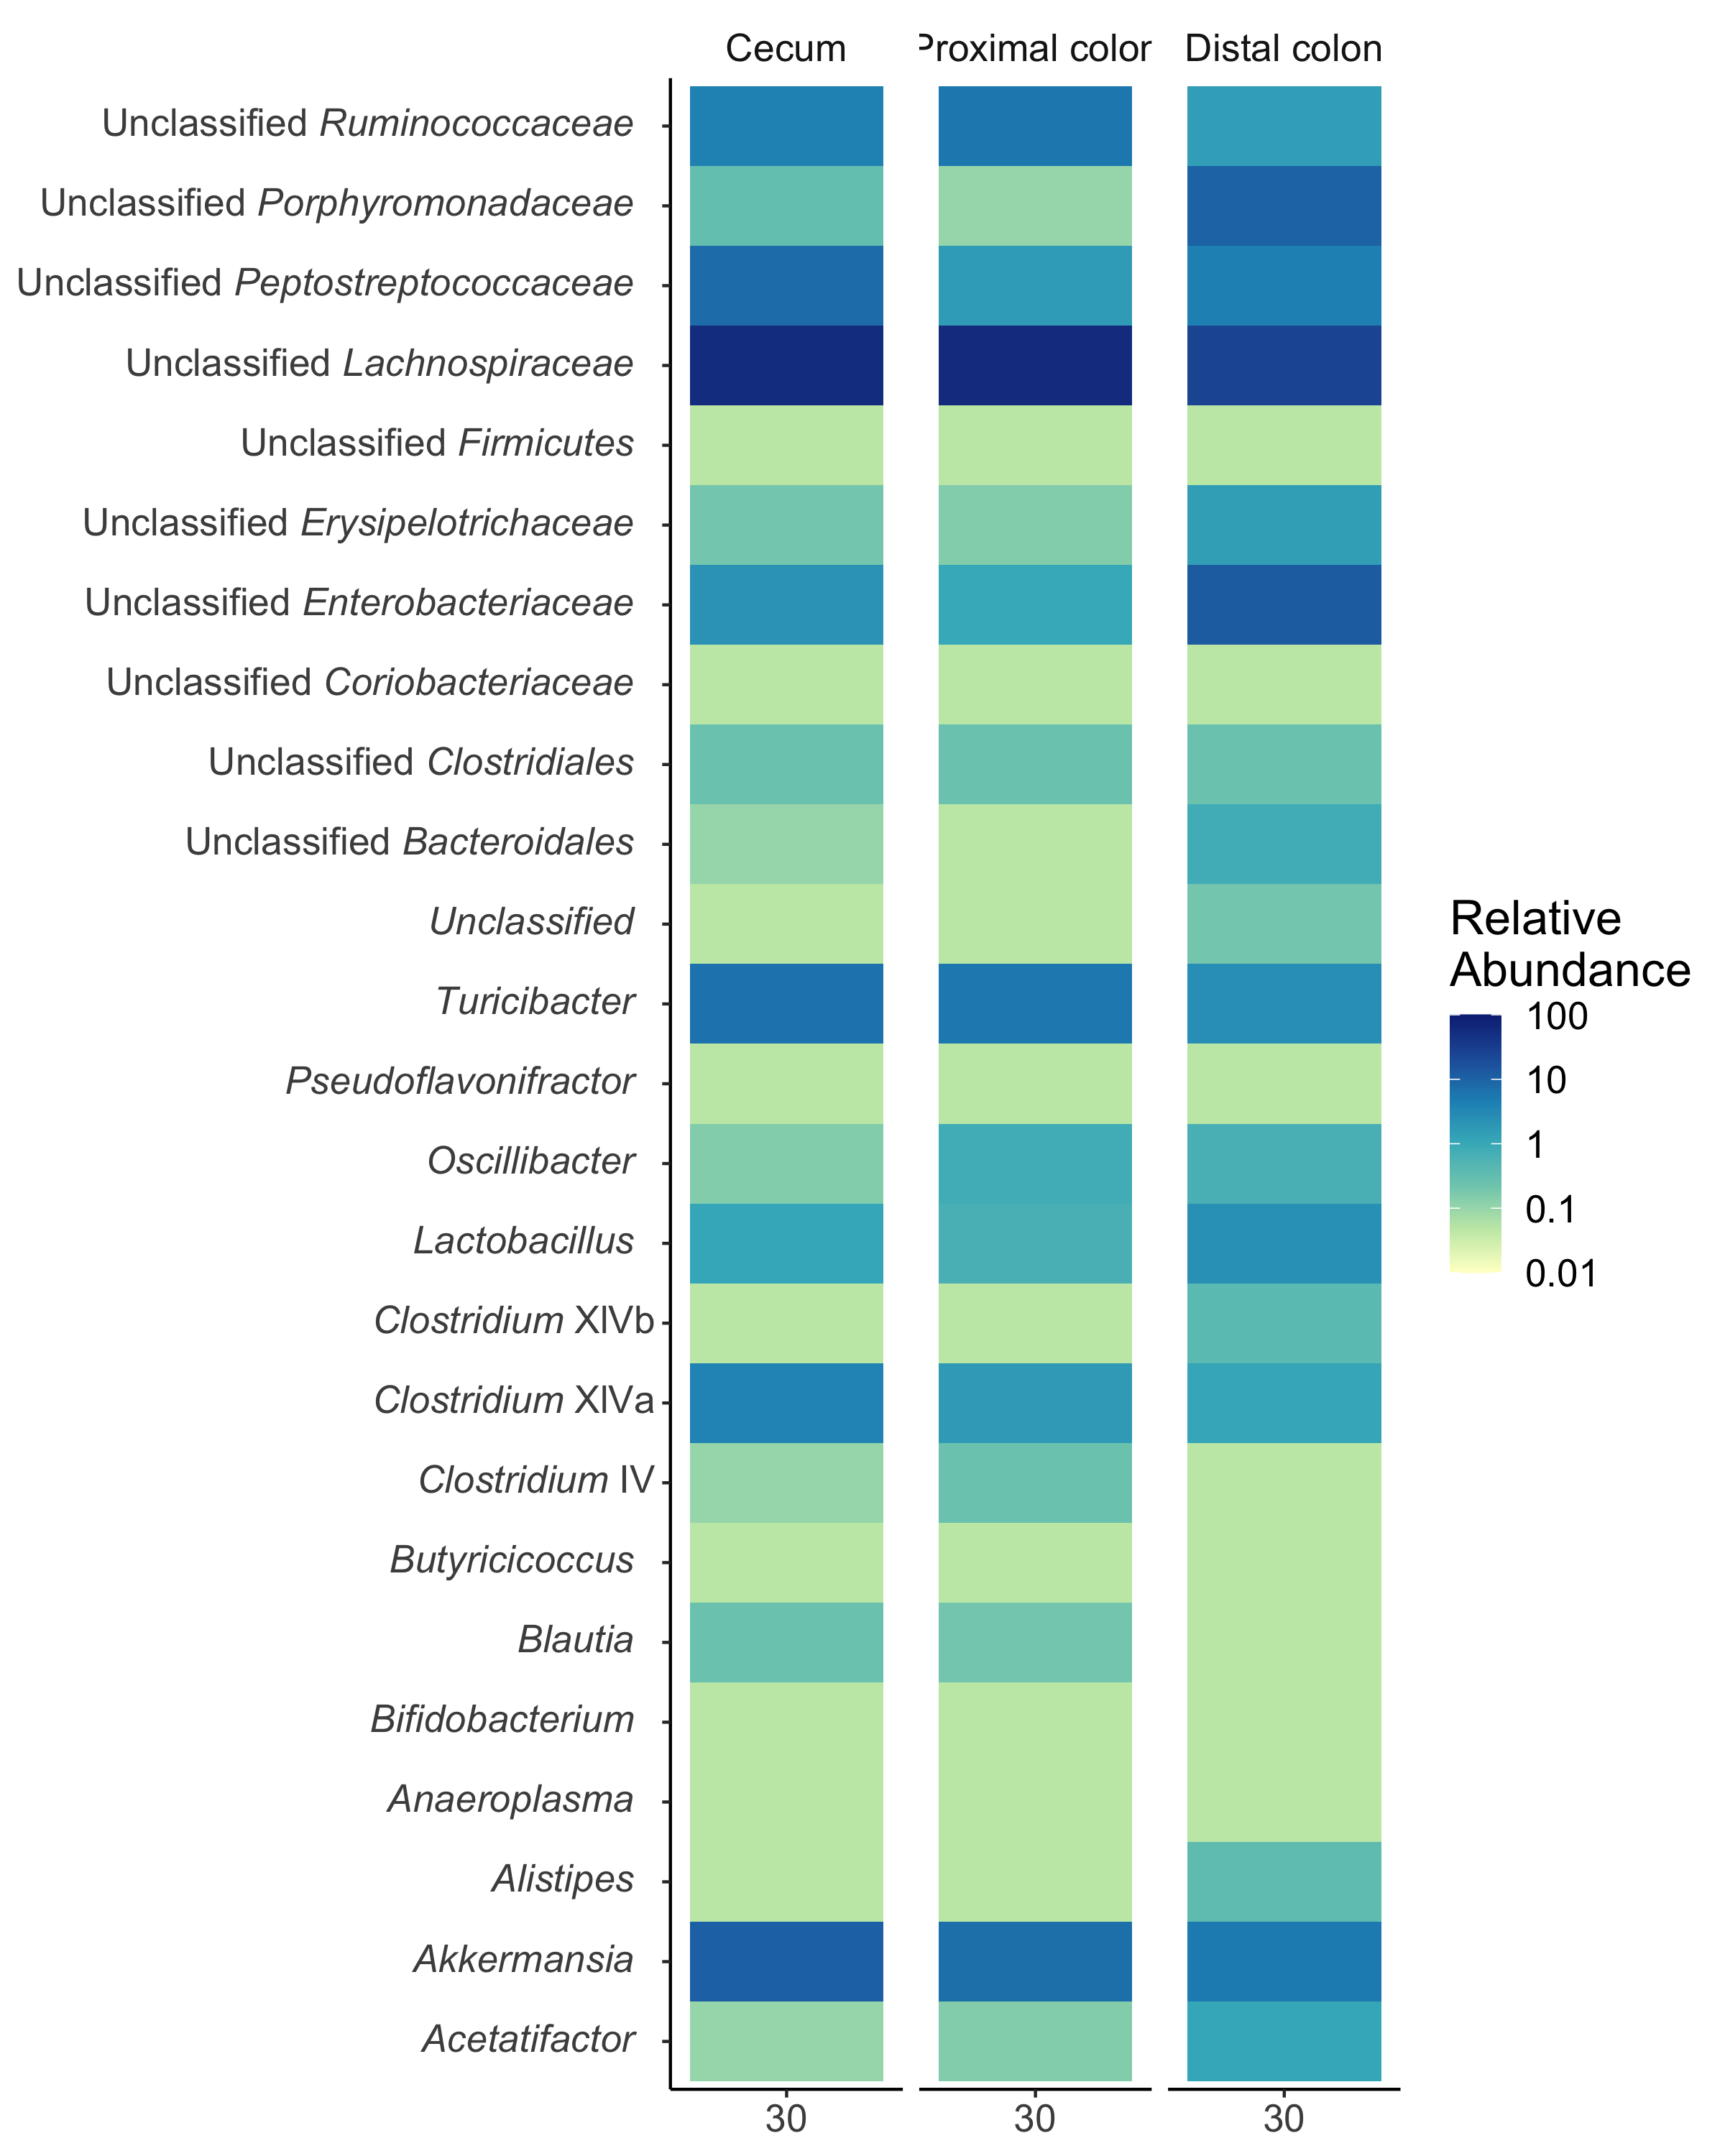 Cecum
Proximal color
Distal colon
Unclassified Ruminococcaceae
Unclassified Porphyromonadaceae
Unclassified Peptostreptococcaceae
Unclassified Lachnospiraceae
Unclassified Firmicutes
Unclassified Erysipelotrichaceae
Unclassified Enterobacteriaceae
Unclassified Coriobacteriaceae
Unclassified Clostridiales
Unclassified Bacteroidales
Unclassified
Turicibacter
Pseudoflavonifractor
Oscillibacter
Lactobacillus
Clostridium XIVb
Clostridium XIVa
Clostridium IV
Butyricicoccus
Blautia
Bifidobacterium
Anaeroplasma
Alistipes
Akkermansia
Acetatifactor
30
30
30
Relative
Abundance
100
10
1
0.1
0.01